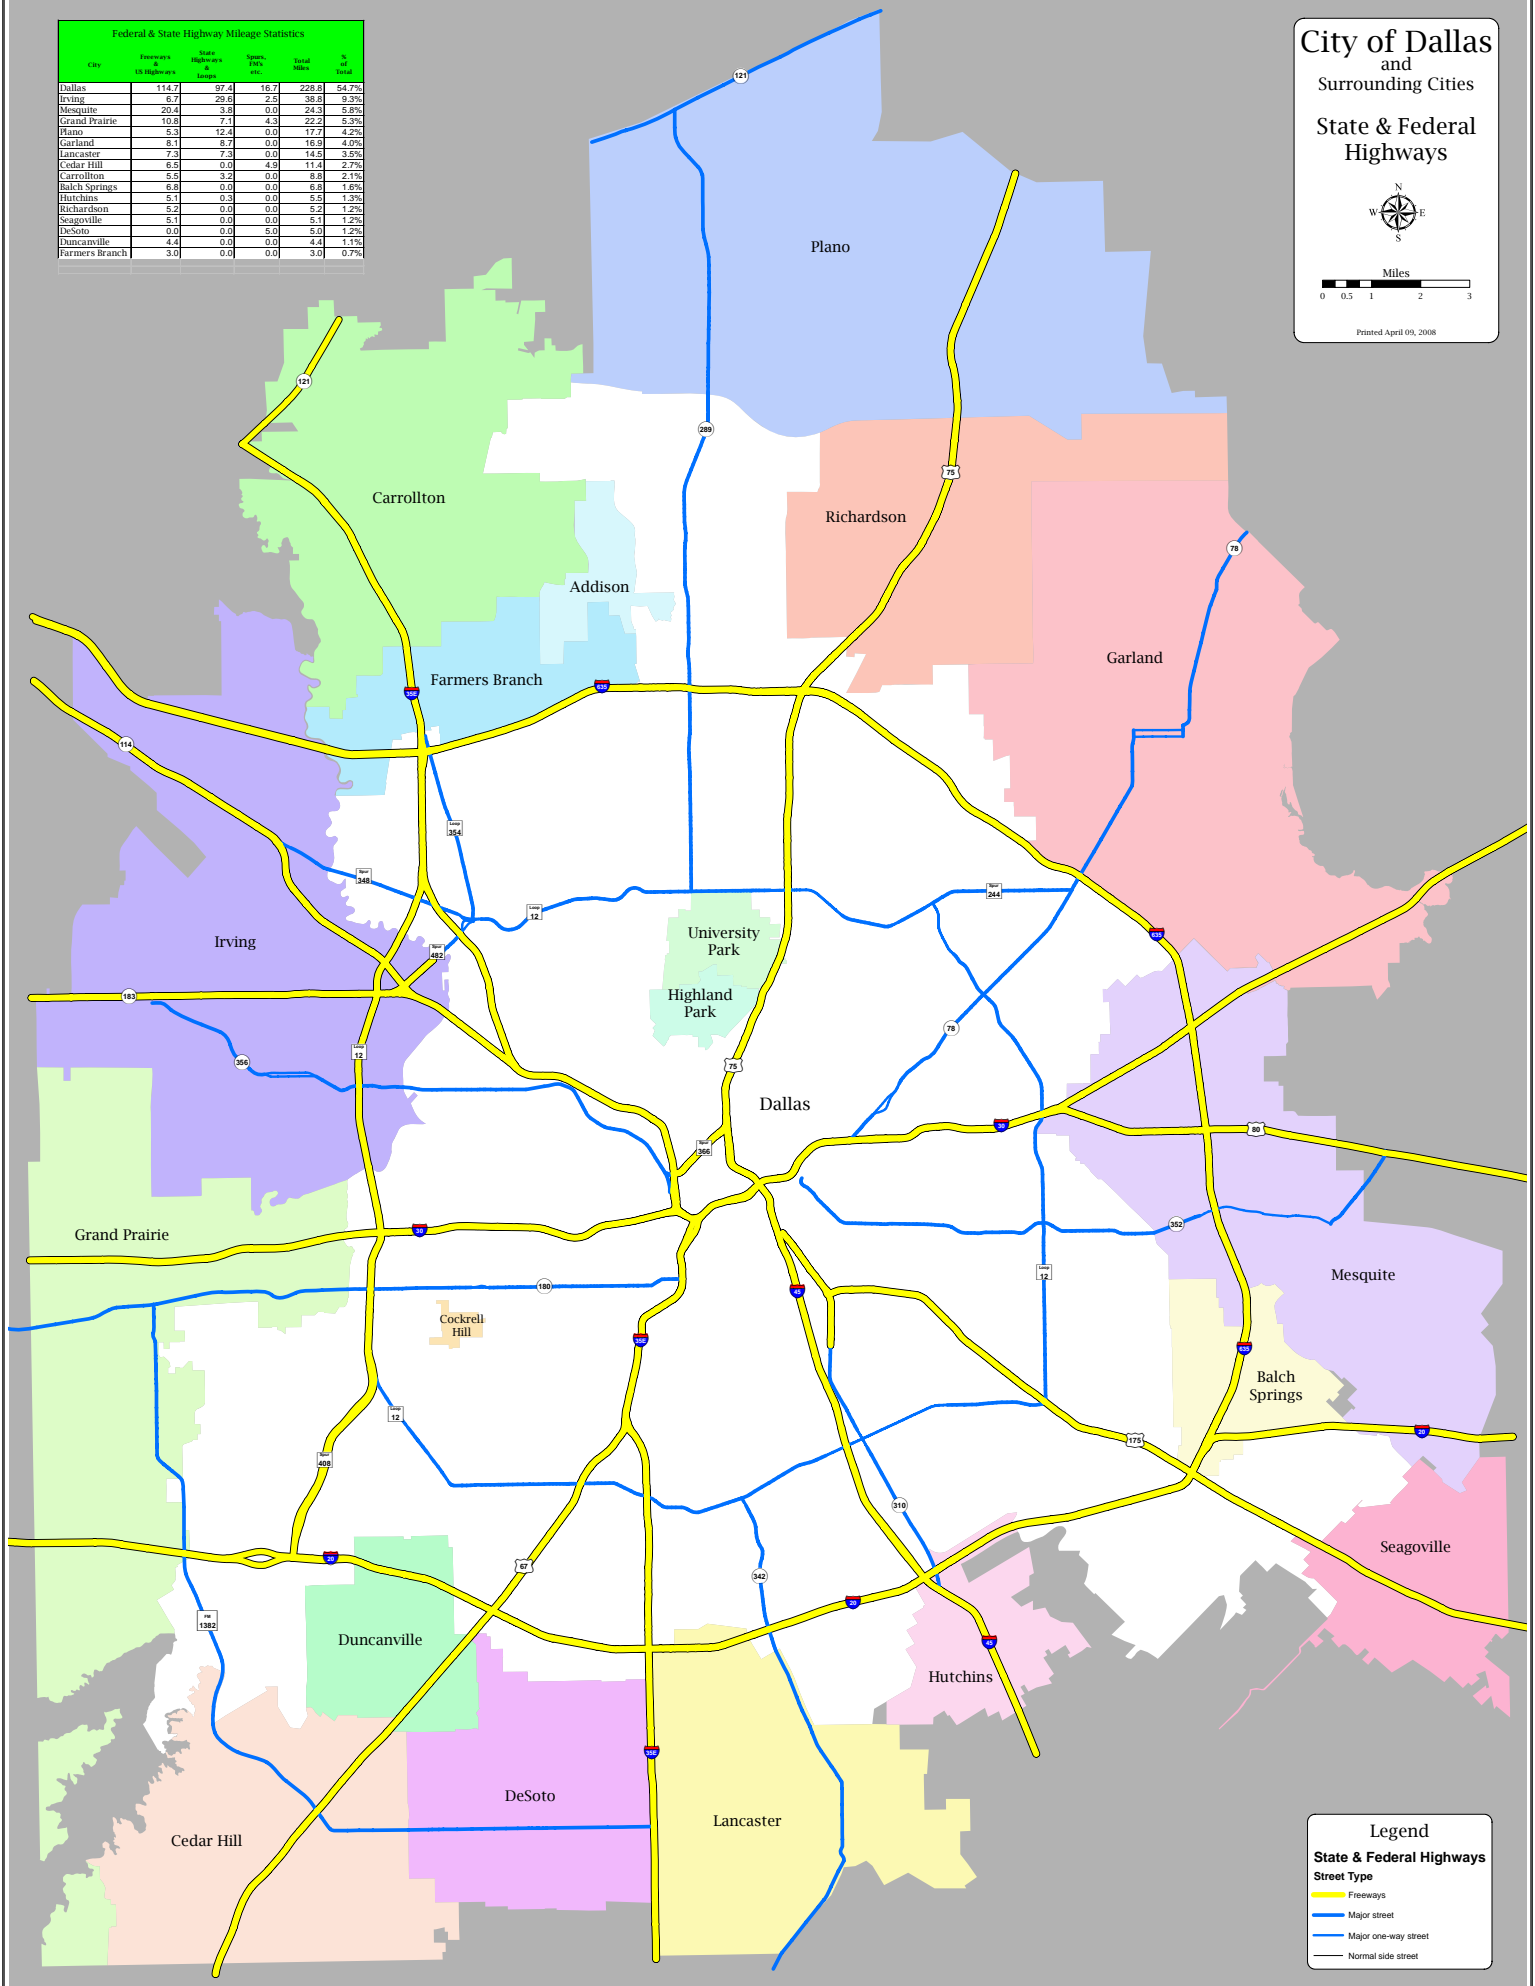 Federal & State Highway Mileage Statistics
City
Freeways & US Highways
State Highways & Loops
Spurs, FM's etc.
Total Miles
% of Total
Dallas 114.7 97.4 16.7 228.8 54.7%
Irving 6.7 29.6 2.5 38.8 9.3%
Mesquite 20.4 3.8 0.0 24.3 5.8%
Grand Prairie 10.8 7.1 4.3 22.2 5.3%
Plano 5.3 12.4 0.0 17.7 4.2%
Garland 8.1 8.7 0.0 16.9 4.0%
Lancaster 7.3 7.3 0.0 14.5 3.5%
Cedar Hill 6.5 0.0 4.9 11.4 2.7%
Carrollton 5.5 3.2 0.0 8.8 2.1%
Balch Springs 6.8 0.0 0.0 6.8 1.6%
Hutchins 5.1 0.3 0.0 5.5 1.3%
Richardson 5.2 0.0 0.0 5.2 1.2%
Seagoville 5.1 0.0 0.0 5.1 1.2%
DeSoto 0.0 0.0 5.0 5.0 1.2%
Duncanville 4.4 0.0 0.0 4.4 1.1%
Farmers Branch 3.0 0.0 0.0 3.0 0.7%
City of Dallas
and
Surrounding Cities
State & Federal
Highways
N
W E
S
Miles
0 0.5 1 2 3
Printed April 09, 2008
121
Plano
121
289
75
Carrollton
Richardson
78
Addison
Garland
Farmers Branch
635
35E
114
Loop
354
Spur
348
Spur
244
Loop
12
University
Park
635
Irving
Spur
482
183
Highland
Park
78
Loop
12
356
75
Dallas
30
80
Spur
366
352
Grand Prairie
30
Loop
12
Mesquite
180
45
Cockrell
Hill
35E
635
Balch
Springs
Loop
12
20
175
Spur
408
310
Seagoville
20
67
342
20
FM
1382
Duncanville
45
Hutchins
35E
DeSoto
Lancaster
Cedar Hill
Legend
State & Federal Highways
Street Type
Freeways
Major street
Major one-way street
Normal side street